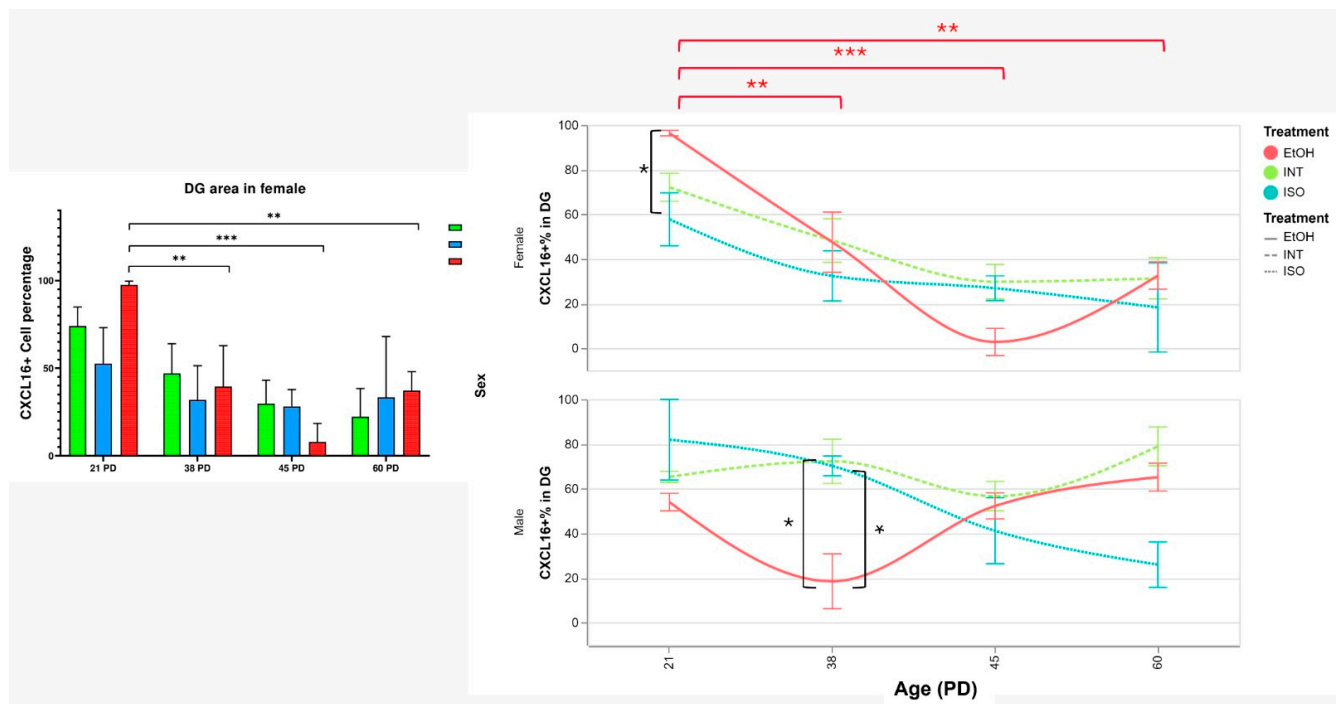 DG area in female
**
***
**
CXCL16+ Cell percentage
100
50
0
21 PD
38 PD
45 PD
60 PD
**
***
**
Sex
Female
CXCL16+% in DG
100
80
60
40
20
0
*
Male
CXCL16+% in DG
100
80
60
40
20
0
*
*
21
38
45
60
Age (PD)
Treatment
EtOH
INT
ISO
Treatment
EtOH
INT
ISO